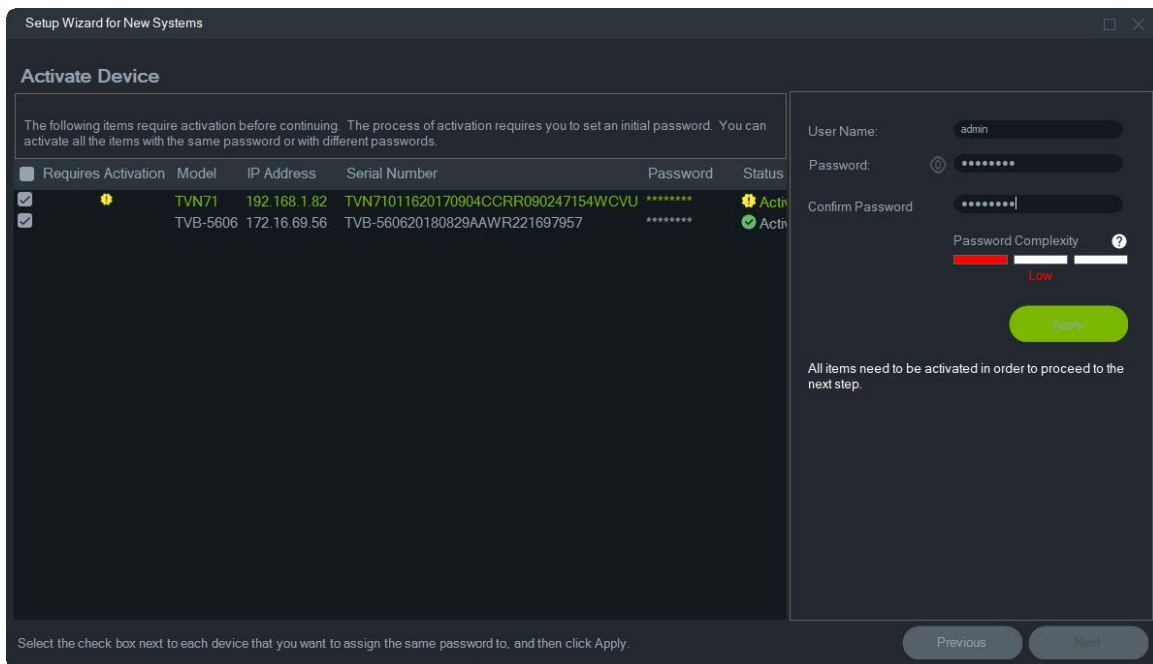 Setup Wizard for New Systems
Activate Device
The following items require activation before continuing. The process of activation requires you to set an initial password. You can
activate all the items with the same password or with different passwords.
Requires Activation Model IP Address Serial Number Password Status
TVN71 192.168.1.82 TVN71011620170904CCRR090247154WCVU ******** Activ
TVB-5606 172.16.69.56 TVB-560620180829AAWR221697957 ******** Activ
User Name: admin
Password: ••••••••
Confirm Password ••••••••
Password Complexity ?
Low
Apply
All items need to be activated in order to proceed to the
next step.
Select the check box next to each device that you want to assign the same password to, and then click Apply.
Previous Next